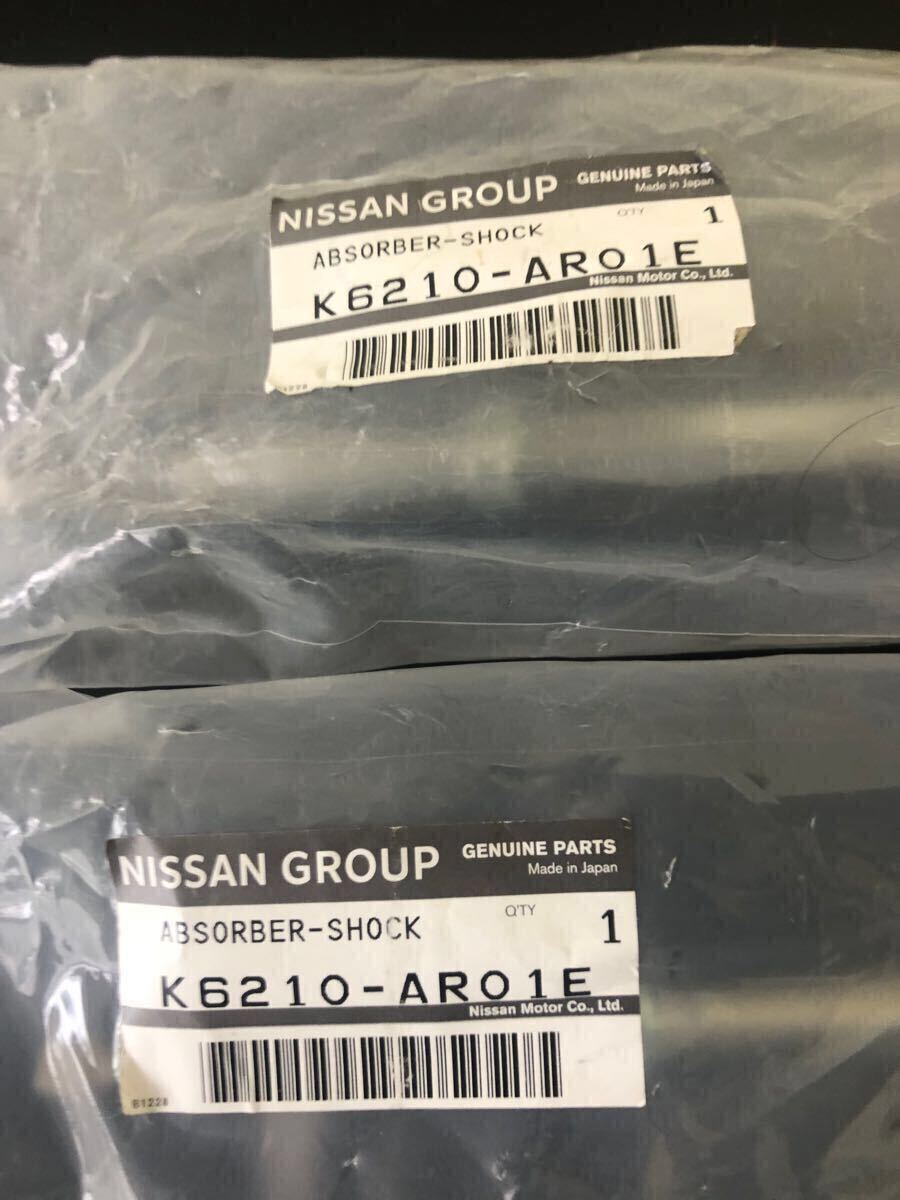 NISSAN GROUP GENUINE PARTS
Made in Japan
ABSORBER-SHOCK Q'TY 1
K6210-AR01E
Nissan Motor Co., Ltd.
NISSAN GROUP GENUINE PARTS
Made in Japan
ABSORBER-SHOCK Q'TY 1
K6210-AR01E
Nissan Motor Co., Ltd.
B1228